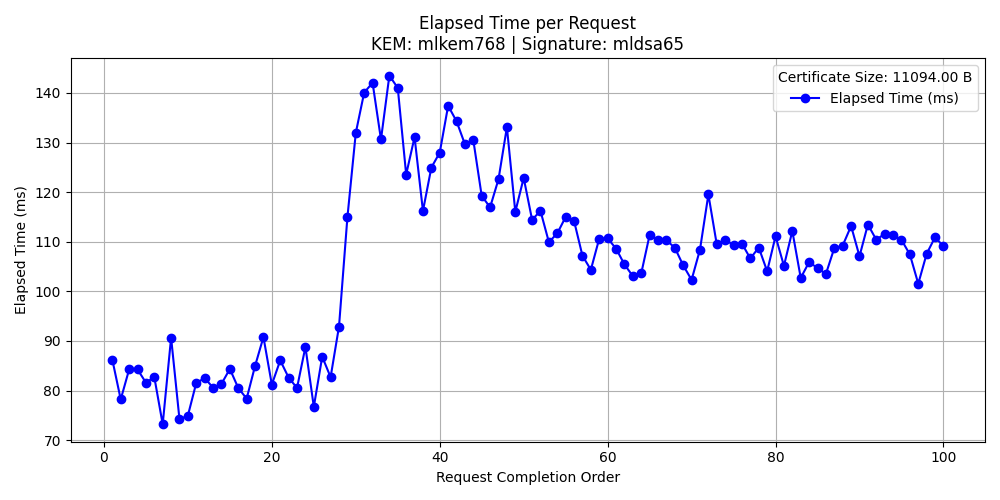 Elapsed Time per Request
KEM: mlkem768 | Signature: mldsa65
Certificate Size: 11094.00 B
Elapsed Time (ms)
Elapsed Time (ms)
140
130
120
110
100
90
80
70
0 20 40 60 80 100
Request Completion Order